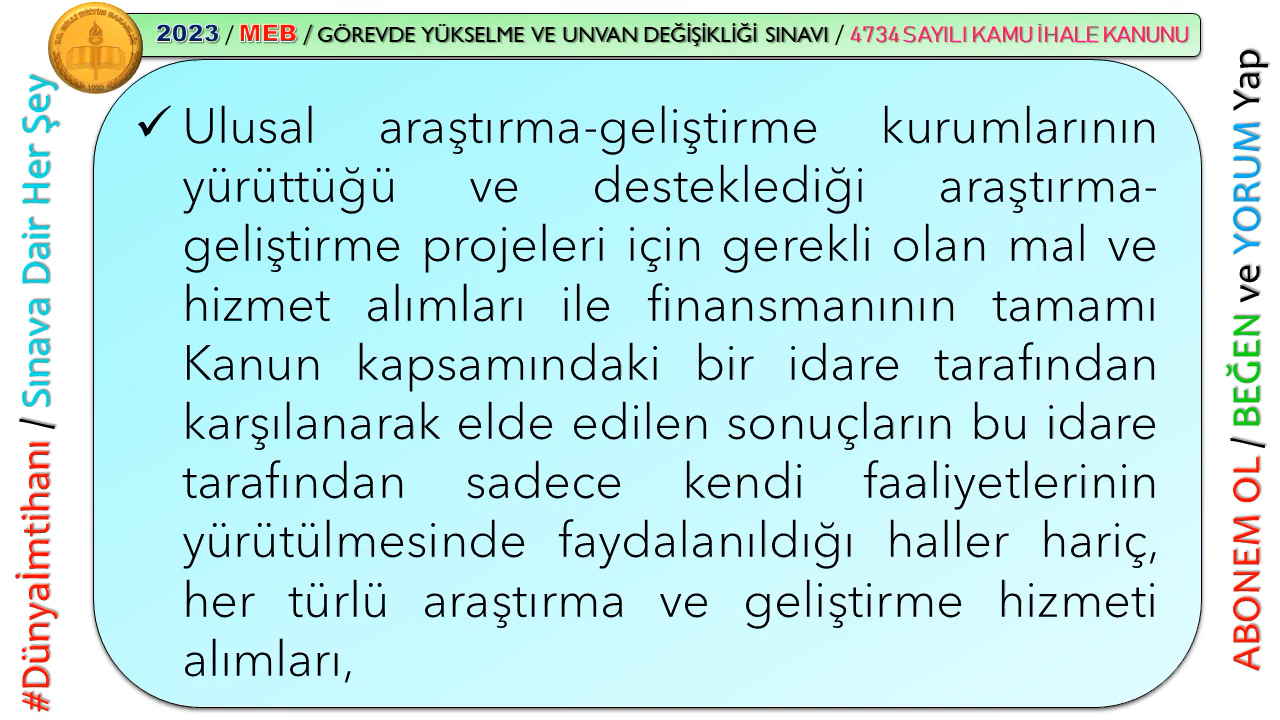 2023 / MEB / GÖREVDE YÜKSELME VE UNVAN DEĞİŞİKLİĞİ SINAVI / 4734 SAYILI KAMU İHALE KANUNU
#Dünyaİmtihanı / Sınava Dair Her Şey
✓ Ulusal araştırma-geliştirme kurumlarının
yürüttüğü ve desteklediği araştırma-
geliştirme projeleri için gerekli olan mal ve
hizmet alımları ile finansmanının tamamı
Kanun kapsamındaki bir idare tarafından
karşılanarak elde edilen sonuçların bu idare
tarafından sadece kendi faaliyetlerinin
yürütülmesinde faydalanıldığı haller hariç,
her türlü araştırma ve geliştirme hizmeti
alımları,
ABONEM OL / BEĞEN ve YORUM Yap